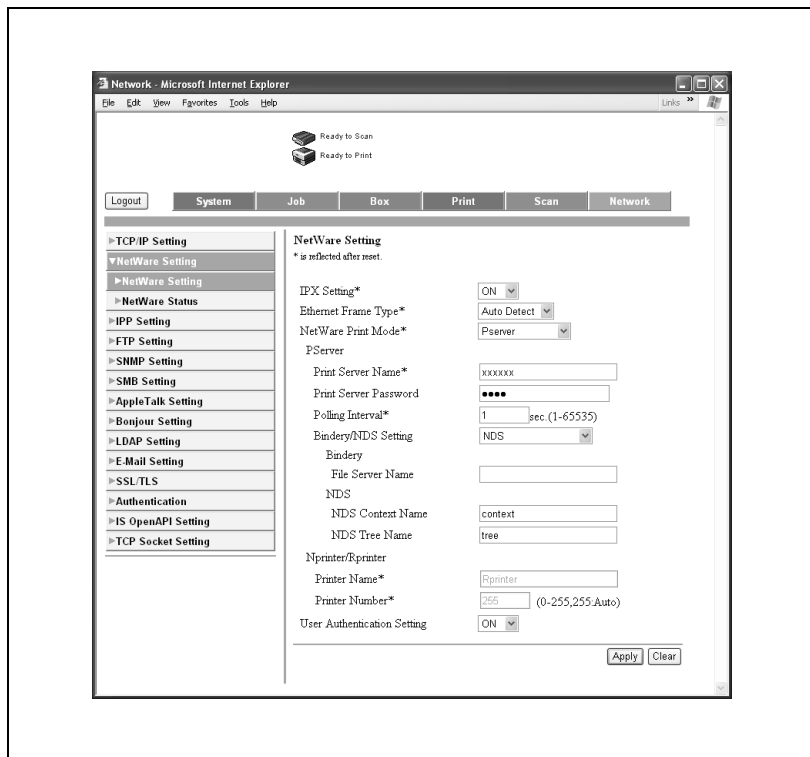 Network - Microsoft Internet Explorer
File Edit View Favorites Tools Help Links »
Ready to Scan
Ready to Print
Logout System Job Box Print Scan Network
TCP/IP Setting
NetWare Setting
NetWare Setting
NetWare Status
IPP Setting
FTP Setting
SNMP Setting
SMB Setting
AppleTalk Setting
Bonjour Setting
LDAP Setting
E-Mail Setting
SSL/TLS
Authentication
IS OpenAPI Setting
TCP Socket Setting
NetWare Setting
* is reflected after reset.
IPX Setting* ON
Ethernet Frame Type* Auto Detect
NetWare Print Mode* Pserver
PServer
Print Server Name* xxxxxx
Print Server Password ●●●●
Polling Interval* 1 sec.(1-65535)
Bindery/NDS Setting NDS
Bindery
File Server Name
NDS
NDS Context Name context
NDS Tree Name tree
Nprinter/Rprinter
Printer Name* Rprinter
Printer Number* 255 (0-255,255:Auto)
User Authentication Setting ON
Apply Clear